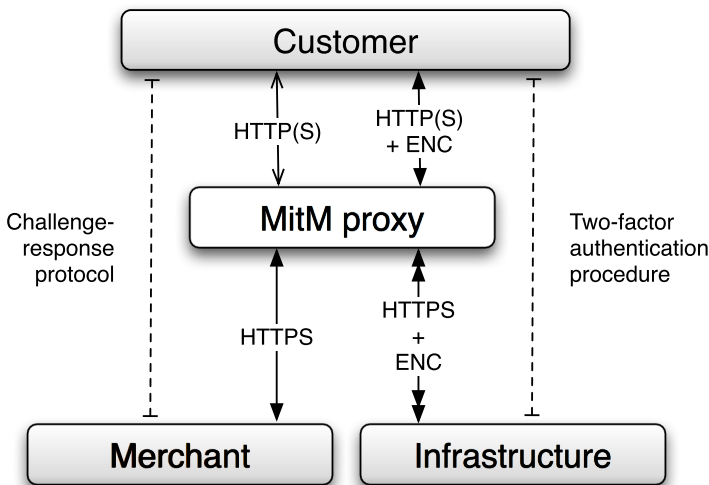 Customer
HTTP(S)
HTTP(S)
+ ENC
MitM proxy
Challenge-
response
protocol
Two-factor
authentication
procedure
HTTPS
HTTPS
+
ENC
Merchant
Infrastructure